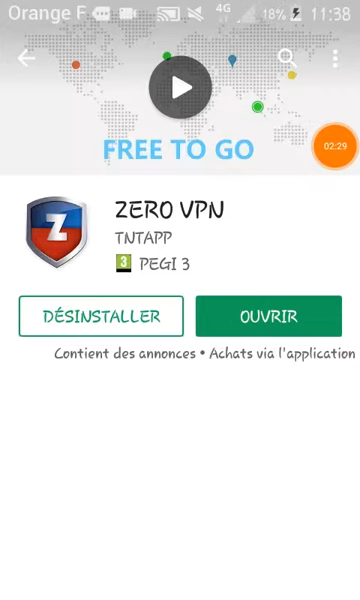 Orange F
4G
18%
11:38
FREE TO GO
02:29
Z
ZERO VPN
TNTAPP
3 PEGI 3
DÉSINSTALLER
OUVRIR
Contient des annonces • Achats via l'application